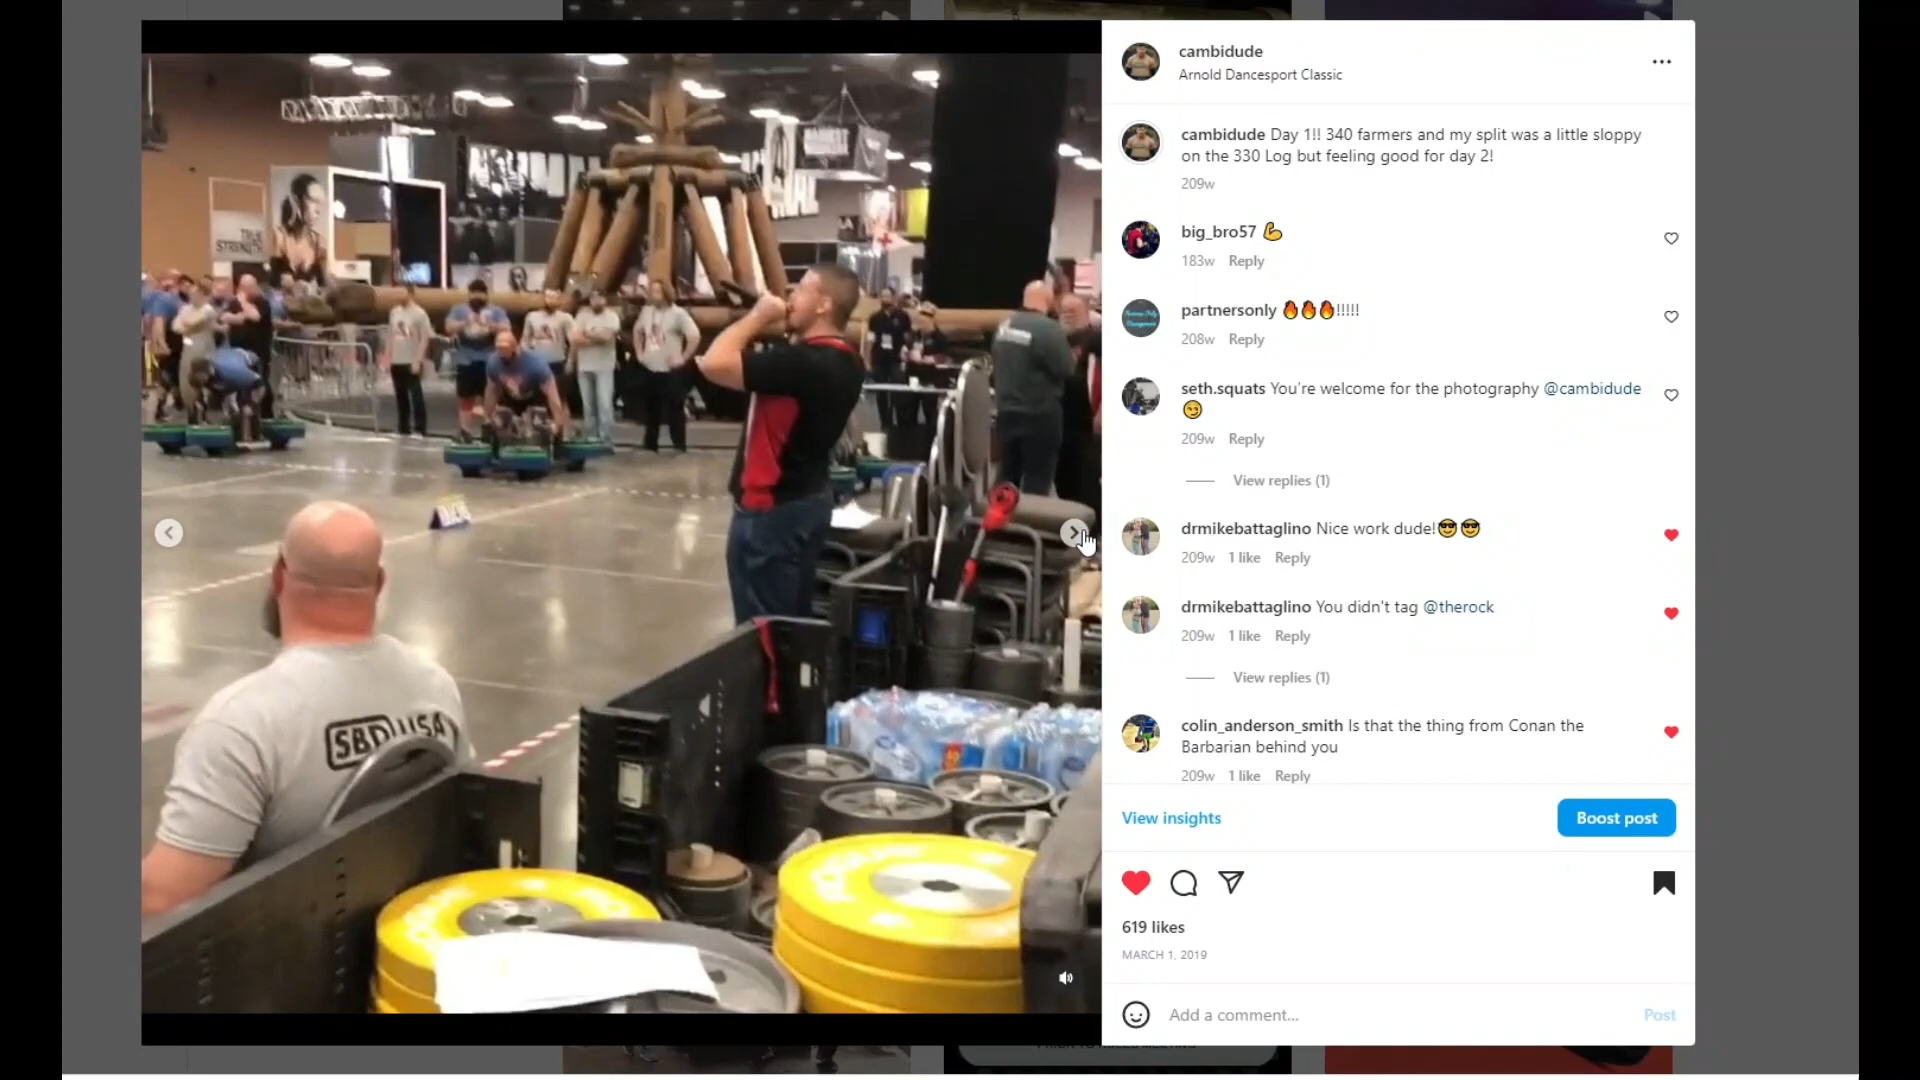 cambidude
Arnold Dancesport Classic
cambidude Day 1!! 340 farmers and my split was a little sloppy
on the 330 Log but feeling good for day 2!
209w
big_bro57 💪
183w Reply
partnersonly 🔥🔥🔥!!!!!
208w Reply
seth.squats You're welcome for the photography @cambidude
😏
209w Reply
View replies (1)
drmikebattaglino Nice work dude!😎😎
209w 1 like Reply
drmikebattaglino You didn't tag @therock
209w 1 like Reply
View replies (1)
colin_anderson_smith Is that the thing from Conan the
Barbarian behind you
209w 1 like Reply
View insights
Boost post
619 likes
MARCH 1, 2019
Add a comment...
Post
TRUE
STRENGTH
SBD USA